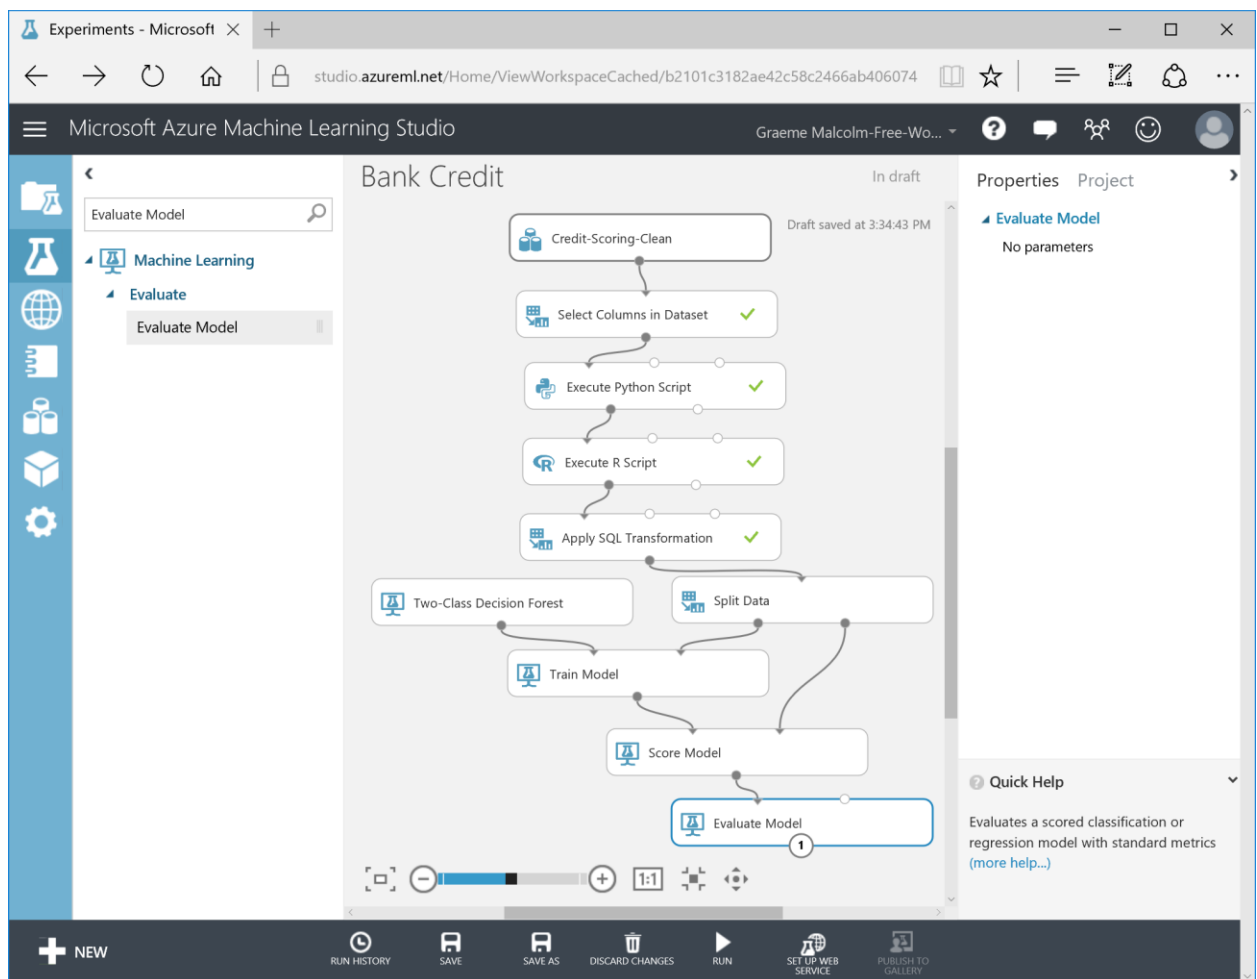 Experiments - Microsoft
studio.azureml.net/Home/ViewWorkspaceCached/b2101c3182ae42c58c2466ab406074
Microsoft Azure Machine Learning Studio
Graeme Malcolm-Free-Wo...
Evaluate Model
Machine Learning
Evaluate
Evaluate Model
Bank Credit
In draft
Draft saved at 3:34:43 PM
Credit-Scoring-Clean
Select Columns in Dataset
Execute Python Script
R
Execute R Script
Apply SQL Transformation
Two-Class Decision Forest
Split Data
Train Model
Score Model
Evaluate Model
1
1:1
Properties Project
Evaluate Model
No parameters
Quick Help
Evaluates a scored classification or
regression model with standard metrics
(more help...)
NEW
RUN HISTORY
SAVE
SAVE AS
DISCARD CHANGES
RUN
SET UP WEB
SERVICE
PUBLISH TO
GALLERY